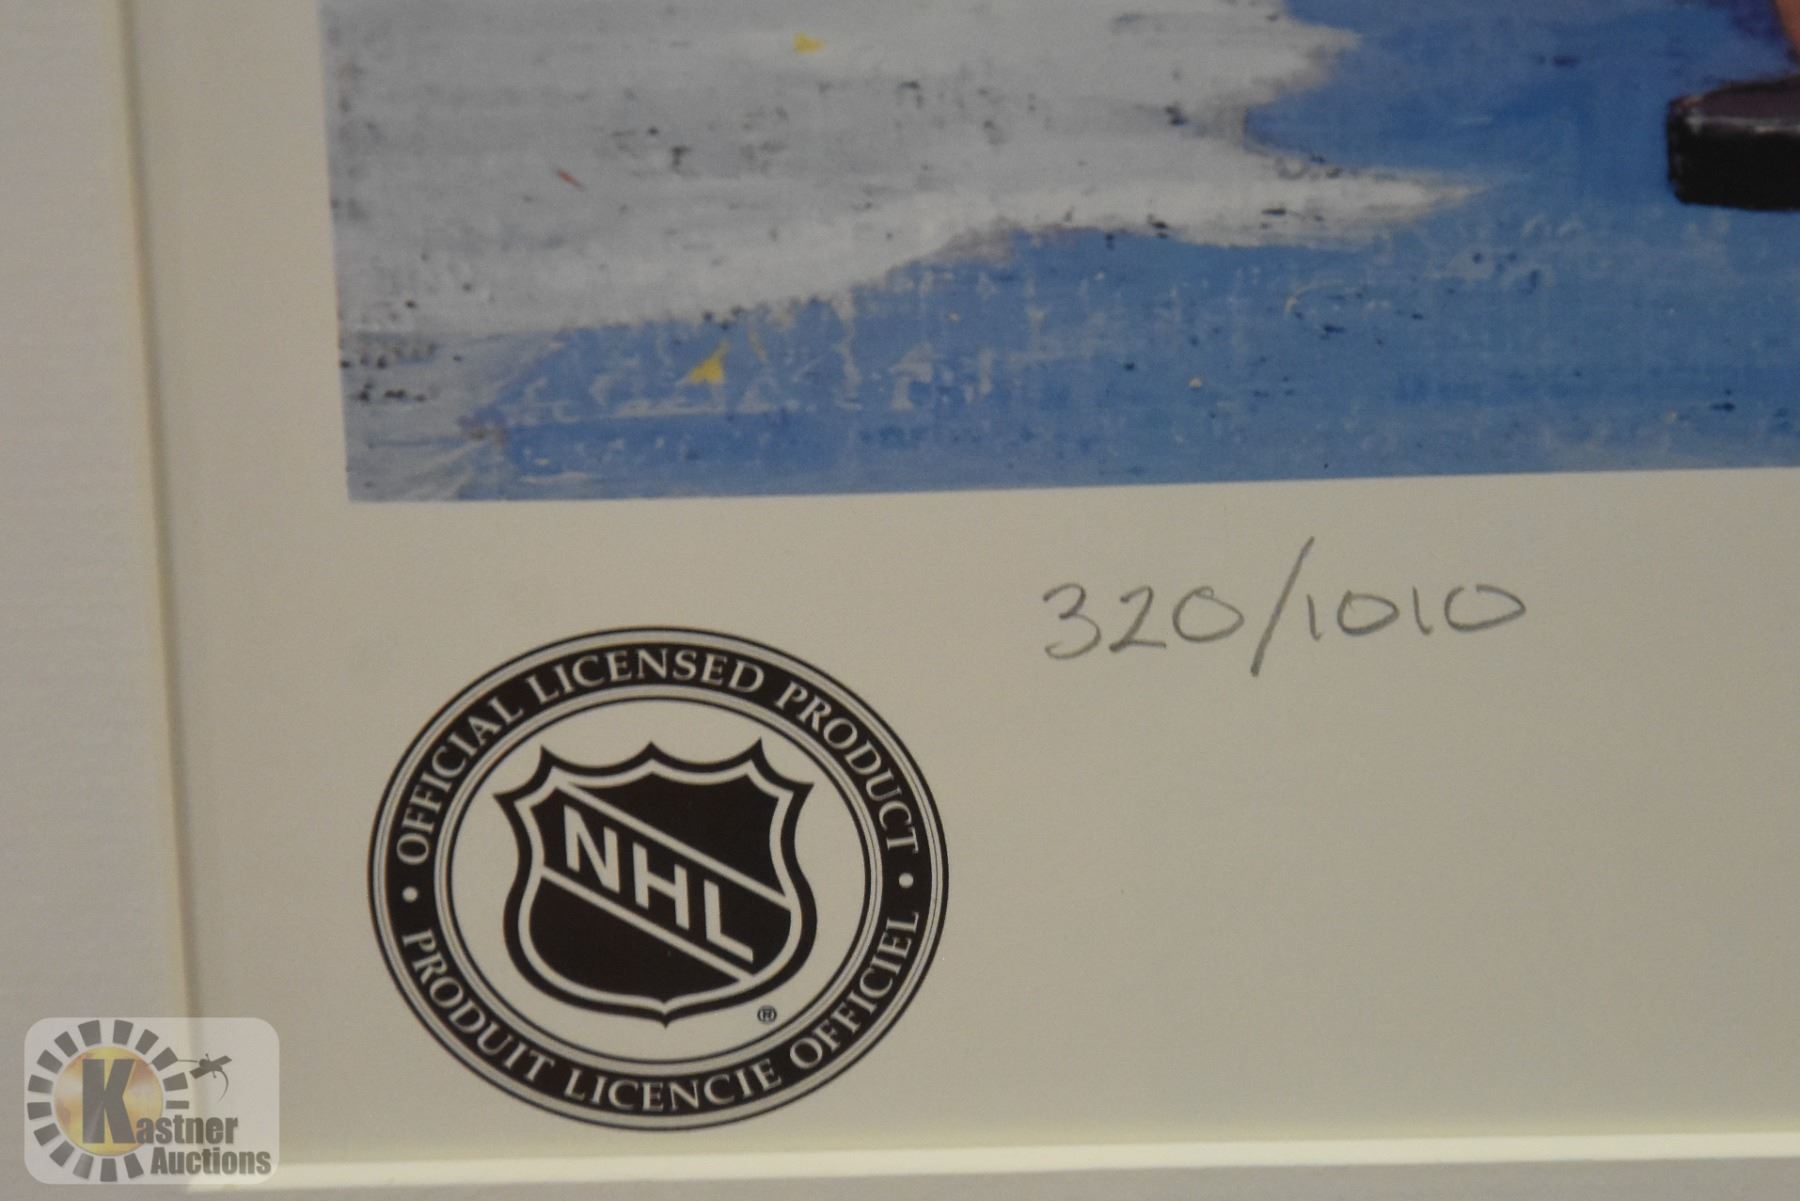 320/1010
OFFICIAL LICENSED PRODUCT
NHL
®
• PRODUIT LICENCIE OFFICIEL •
Kastner
Auctions